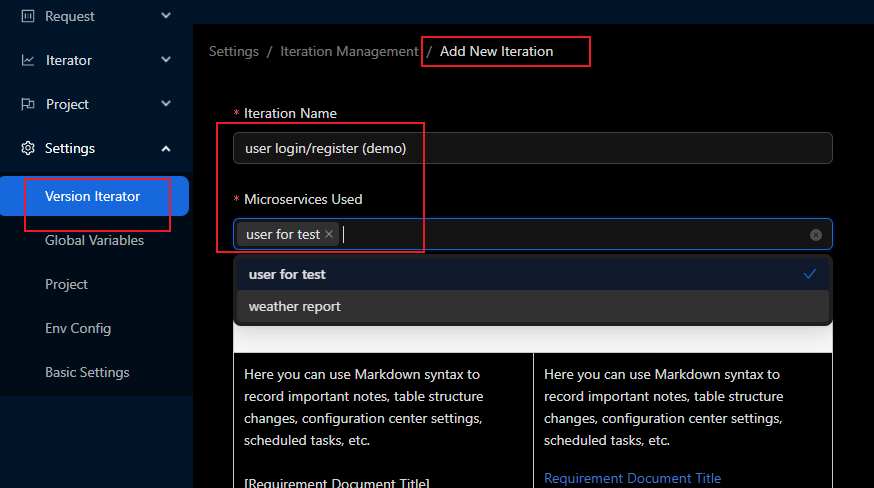 Request
Iterator
Project
Settings
Version Iterator
Global Variables
Project
Env Config
Basic Settings
Settings / Iteration Management / Add New Iteration
* Iteration Name
user login/register (demo)
* Microservices Used
user for test ×
user for test
weather report
Here you can use Markdown syntax to
record important notes, table structure
changes, configuration center settings,
scheduled tasks, etc.
[Requirement Document Title]
Here you can use Markdown syntax to
record important notes, table structure
changes, configuration center settings,
scheduled tasks, etc.
Requirement Document Title